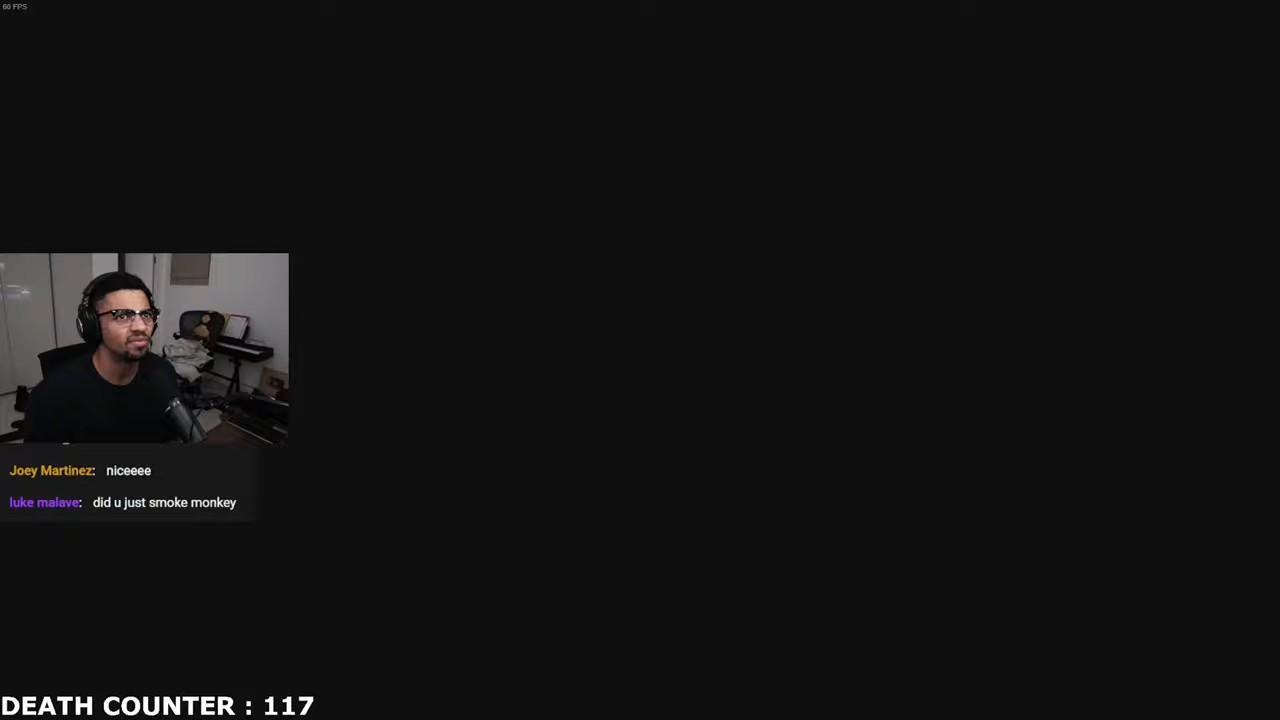 60 FPS
Joey Martinez: niceeee
luke malave: did u just smoke monkey
DEATH COUNTER : 117